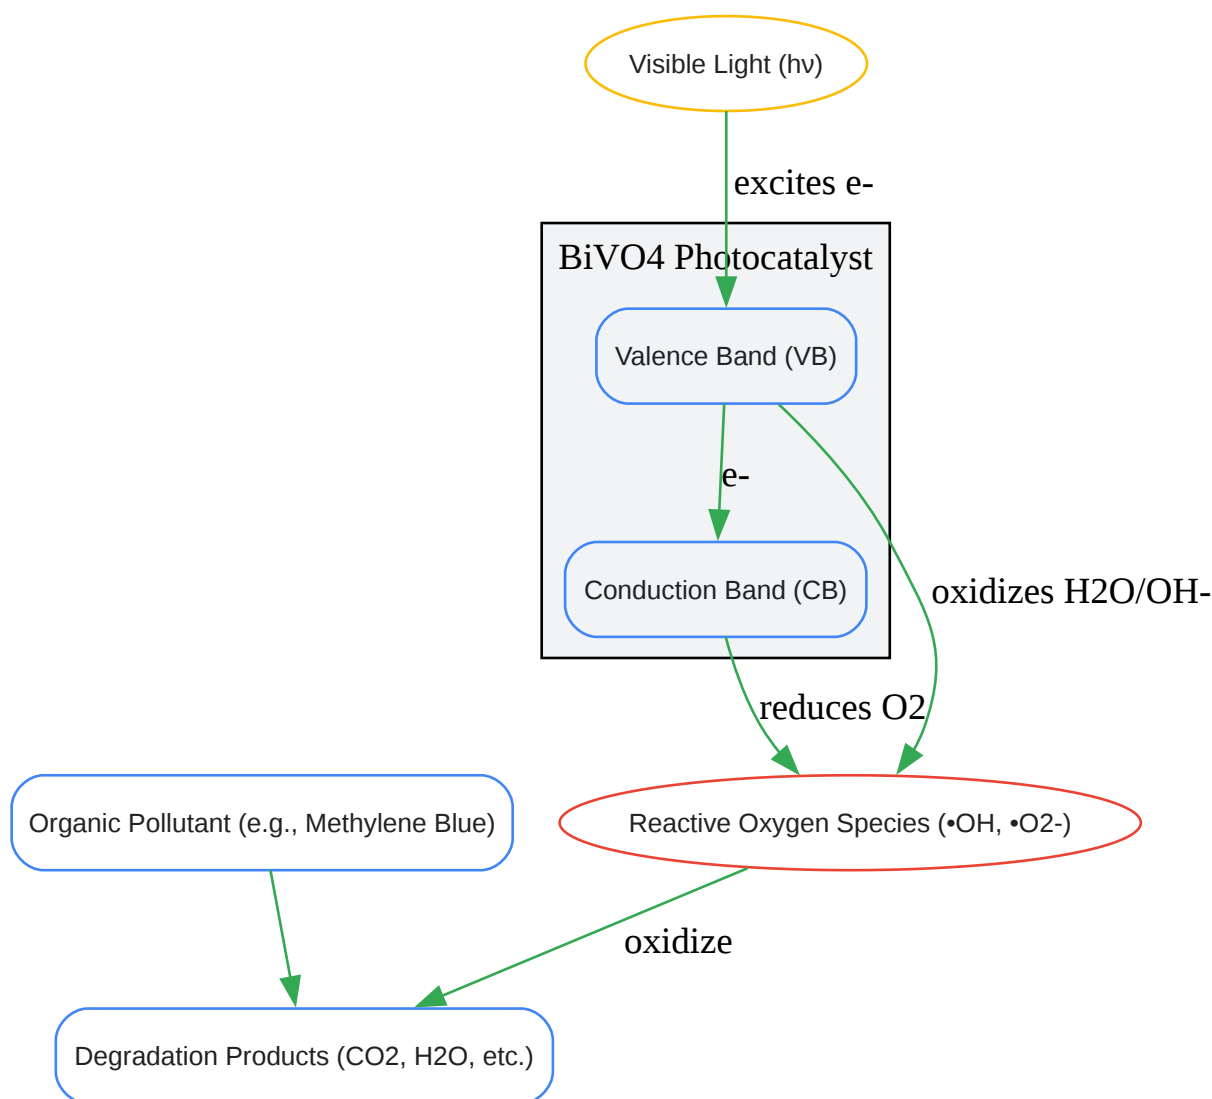 Visible Light (hν)
excites e-
BiVO4 Photocatalyst
Valence Band (VB)
e-
Conduction Band (CB)
oxidizes H2O/OH-
reduces O2
Organic Pollutant (e.g., Methylene Blue)
Reactive Oxygen Species (•OH, •O2-)
oxidize
Degradation Products (CO2, H2O, etc.)